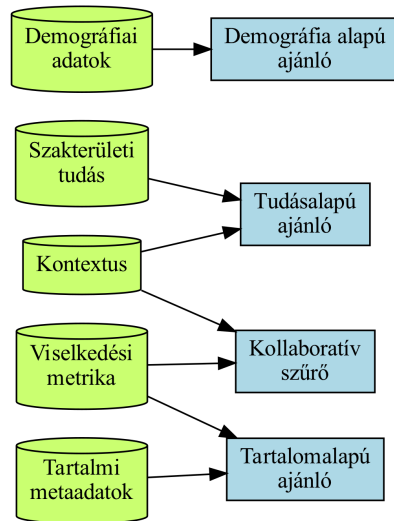 Demográfiai
adatok
Demográfia alapú
ajánló
Szakterületi
tudás
Tudásalapú
ajánló
Kontextus
Viselkedési
metrika
Kollaboratív
szűrő
Tartalmi
metaadatok
Tartalomalapú
ajánló